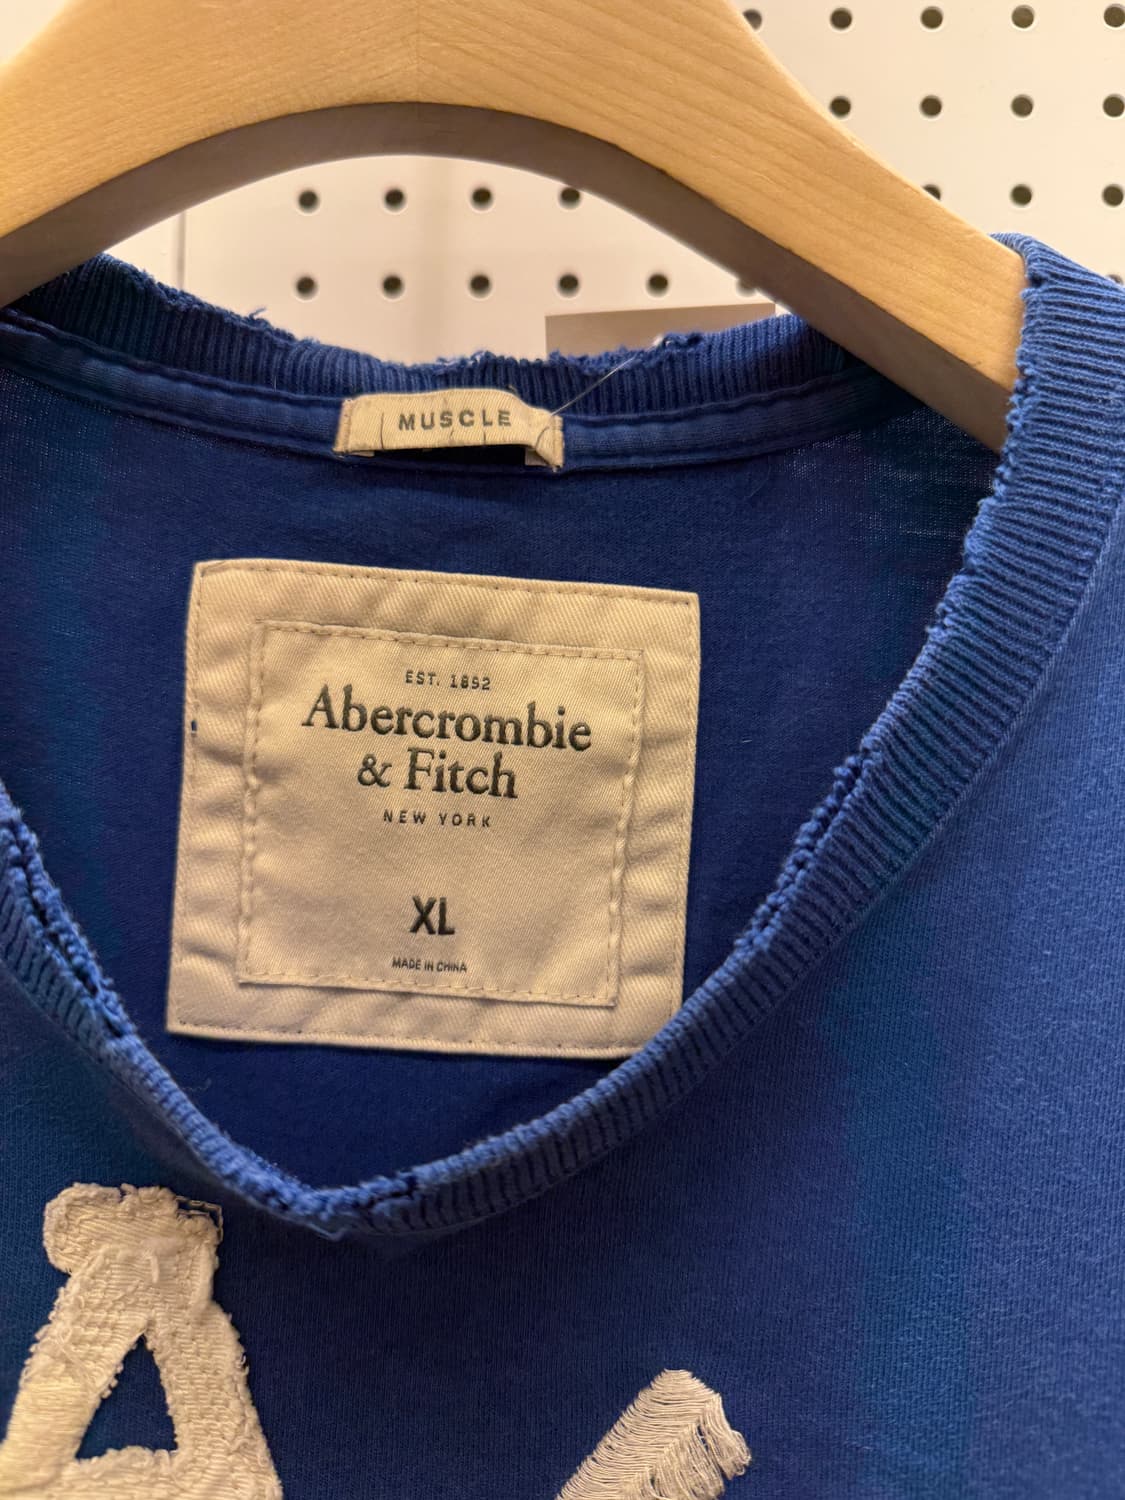 MUSCLE
EST. 1892
Abercrombie
& Fitch
NEW YORK
XL
MADE IN CHINA
A